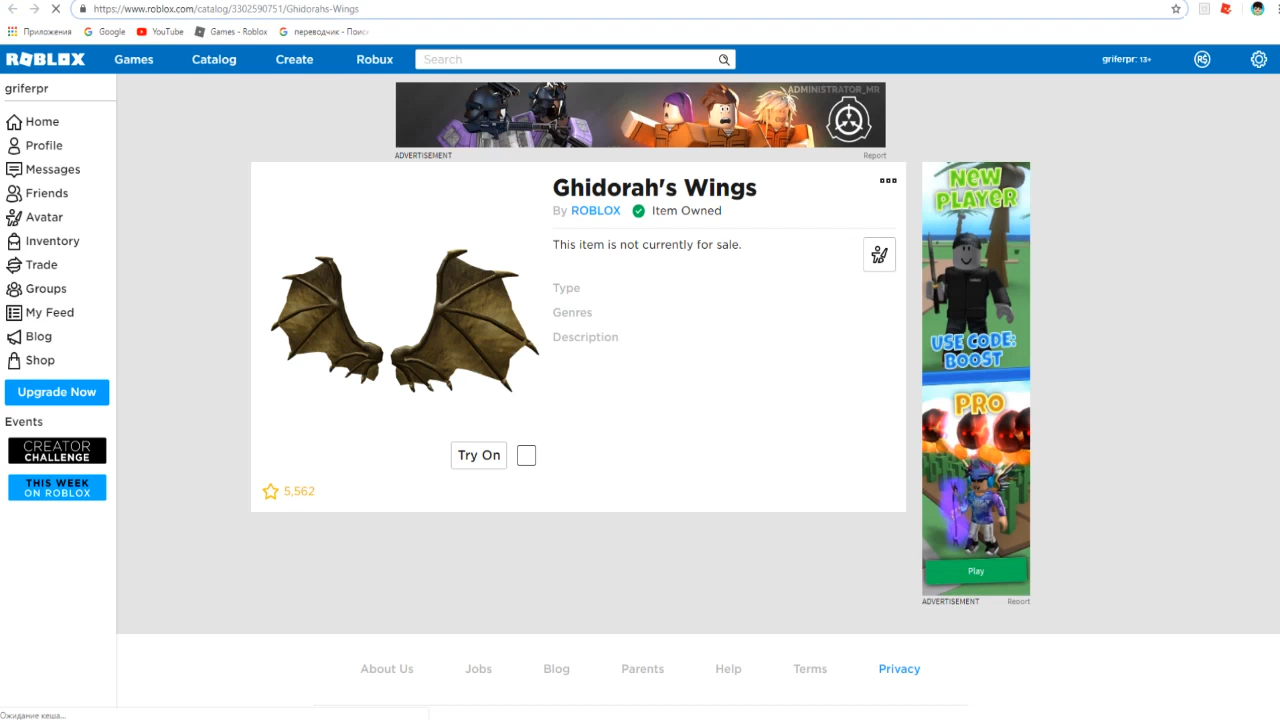 https://www.roblox.com/catalog/3302590751/Ghidorahs-Wings
Приложения Google YouTube Games - Roblox переводчик - Поис
ROBLOX Games Catalog Create Robux Search griferpr: 13+ R$
griferpr
Home
Profile
Messages
Friends
Avatar
Inventory
Trade
Groups
My Feed
Blog
Shop
Upgrade Now
Events
CREATOR
CHALLENGE
THIS WEEK
ON ROBLOX
ADMINISTRATOR_MR
ADVERTISEMENT Report
Ghidorah's Wings
By ROBLOX Item Owned
This item is not currently for sale.
Type
Genres
Description
Try On
5,562
NEW
PLAYER
USE CODE:
BOOST
PRO
Play
ADVERTISEMENT Report
About Us Jobs Blog Parents Help Terms Privacy
Ожидание кеша...